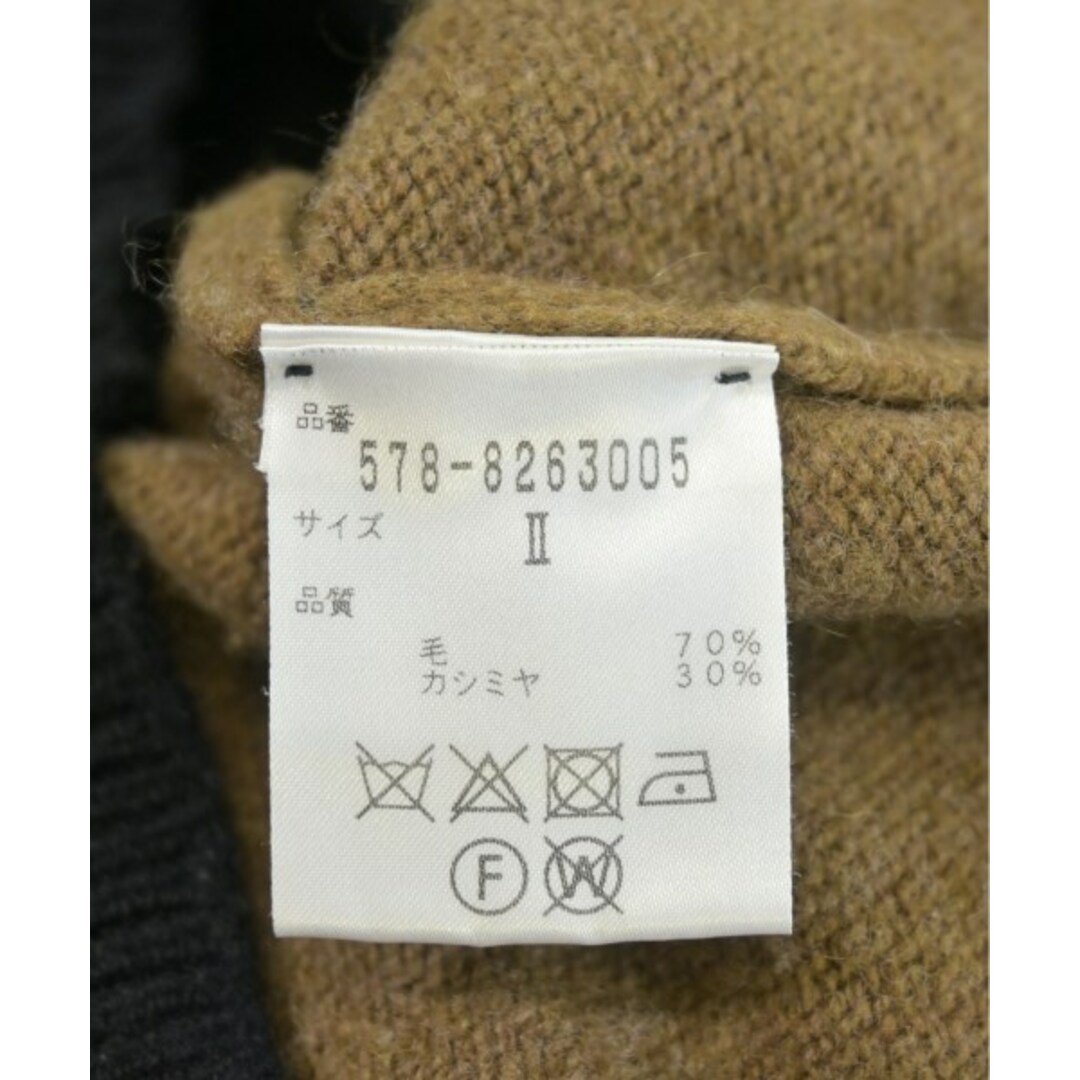 品番
578-8263005
サイズ II
品質
毛 70%
カシミヤ 30%
F W